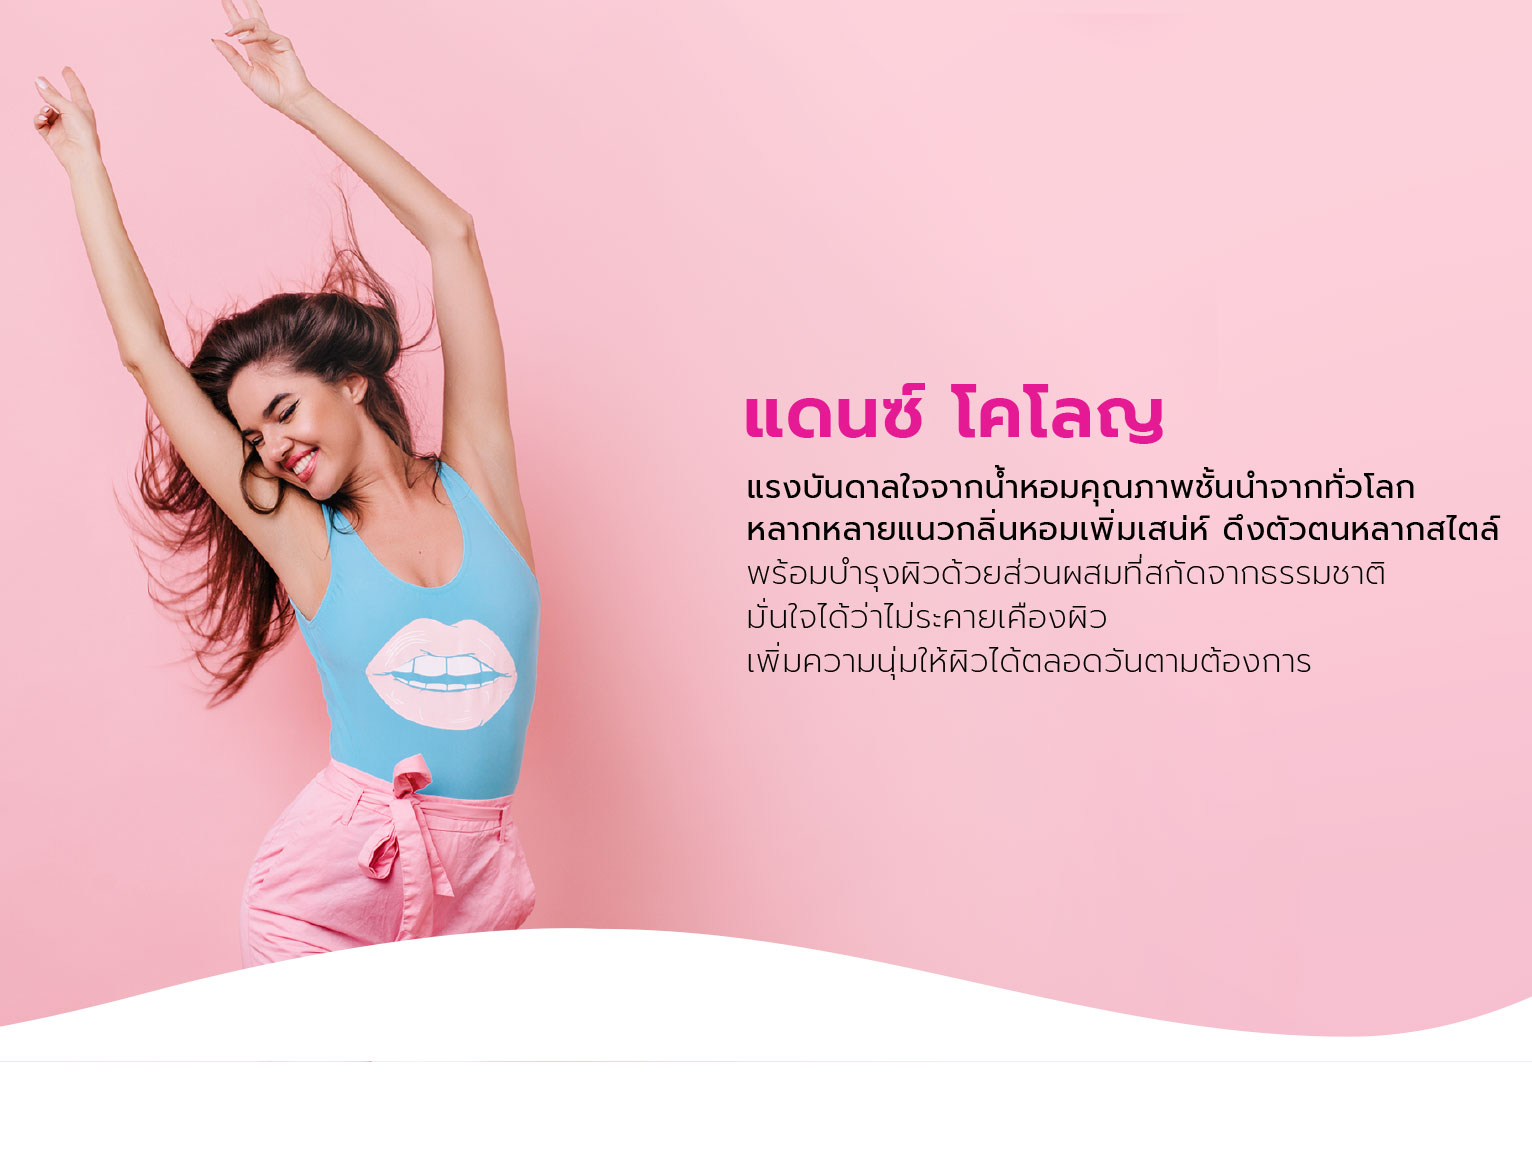 แดนซ์ โคโลญ
แรงบันดาลใจจากน้ำหอมคุณภาพชั้นนำจากทั่วโลก
หลากหลายแนวกลิ่นหอมเพิ่มเสน่ห์ ดึงตัวตนหลากสไตล์
พร้อมบำรุงผิวด้วยส่วนผสมที่สกัดจากธรรมชาติ
มั่นใจได้ว่าไม่ระคายเคืองผิว
เพิ่มความนุ่มให้ผิวได้ตลอดวันตามต้องการ